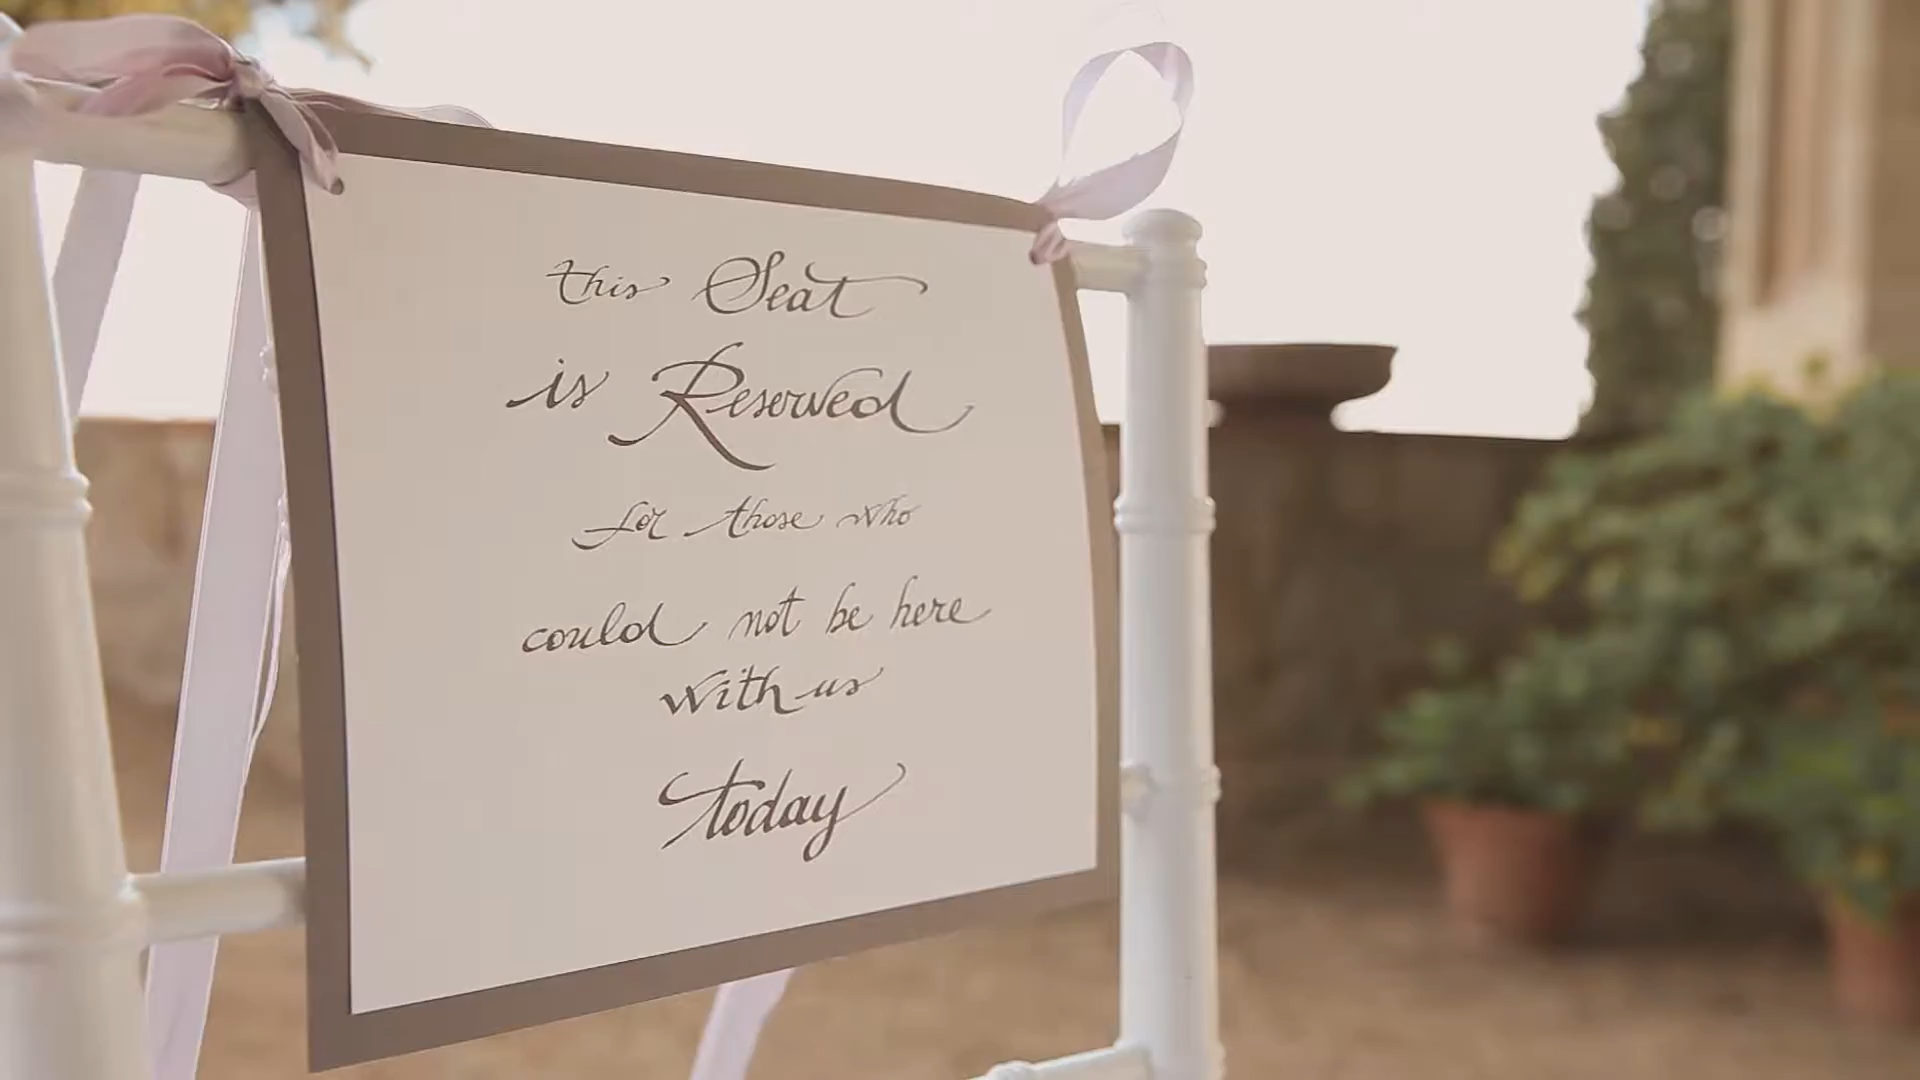 this Seat
is Reserved
for those who
could not be here
with us
today